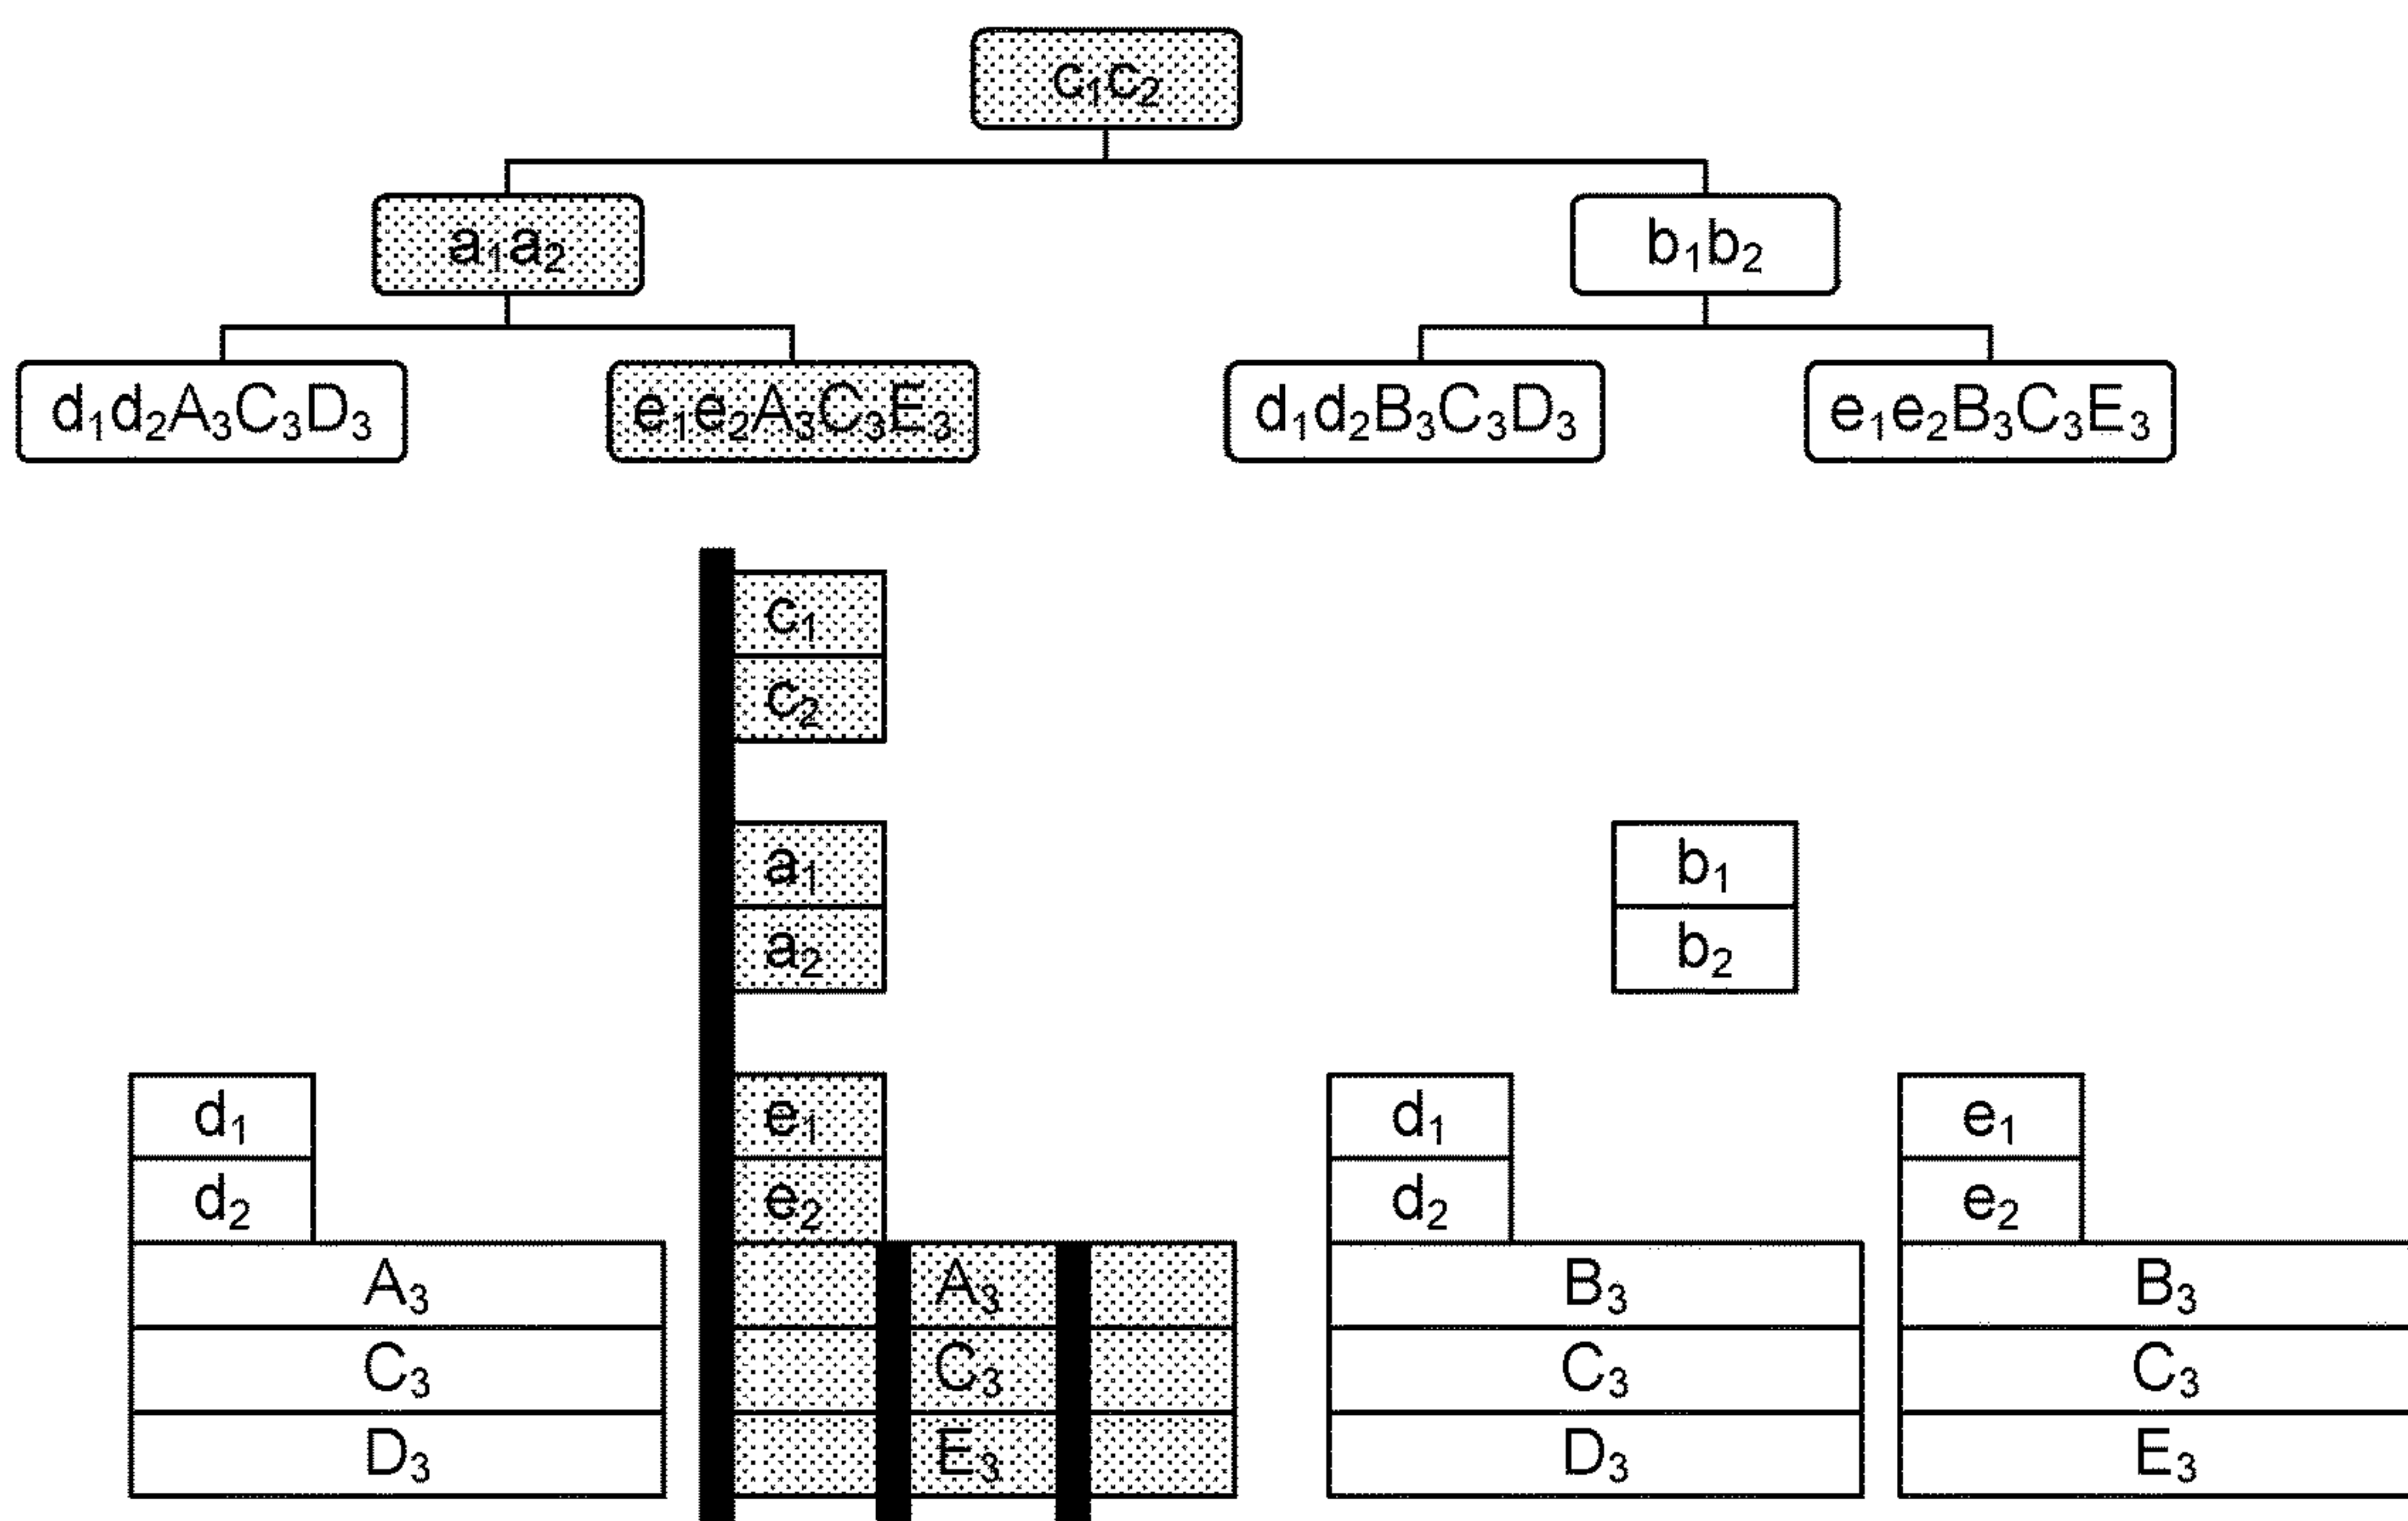 c₁c₂
a₁a₂ b₁b₂
d₁d₂A₃C₃D₃ e₁e₂A₃C₃E₃ d₁d₂B₃C₃D₃ e₁e₂B₃C₃E₃
c₁
c₂
a₁ b₁
a₂ b₂
d₁ e₁ d₁ e₁
d₂ e₂ d₂ e₂
A₃ A₃ B₃ B₃
C₃ C₃ C₃ C₃
D₃ E₃ D₃ E₃